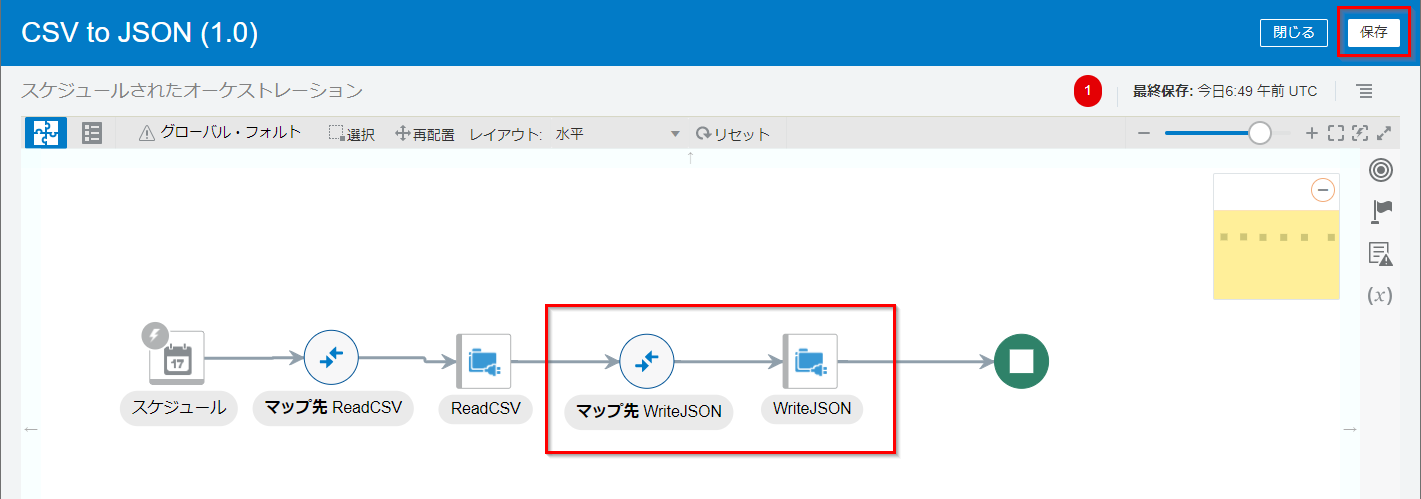 CSV to JSON (1.0)
閉じる
保存
スケジュールされたオーケストレーション
1
最終保存: 今日6:49 午前 UTC
グローバル・フォルト
選択
再配置
レイアウト:
水平
リセット
17
スケジュール
マップ先 ReadCSV
ReadCSV
マップ先 WriteJSON
WriteJSON
(x)